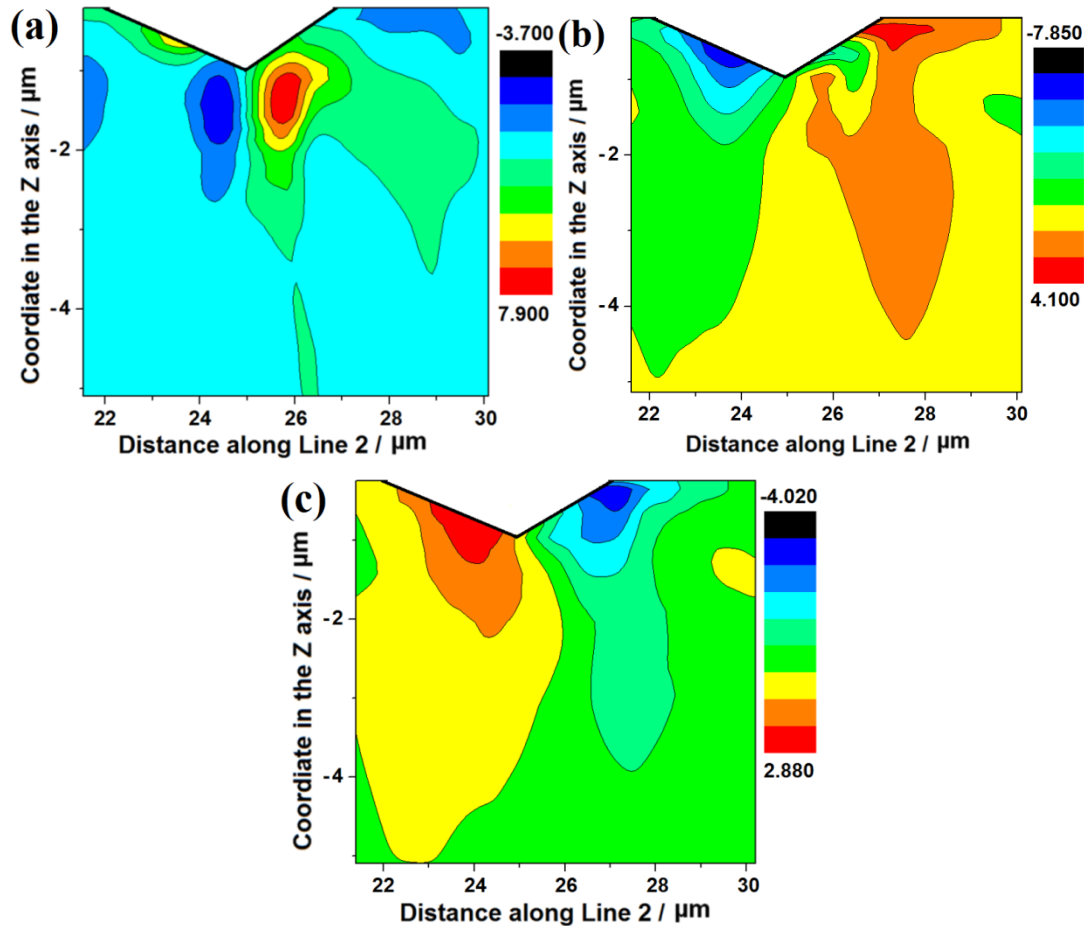 (a)
-3.700
7.900
Coordiate in the Z axis / μm
-2
-4
22 24 26 28 30
Distance along Line 2 / μm
(b)
-7.850
4.100
Coordiate in the Z axis / μm
-2
-4
22 24 26 28 30
Distance along Line 2 / μm
(c)
-4.020
2.880
Coordiate in the Z axis / μm
-2
-4
22 24 26 28 30
Distance along Line 2 / μm